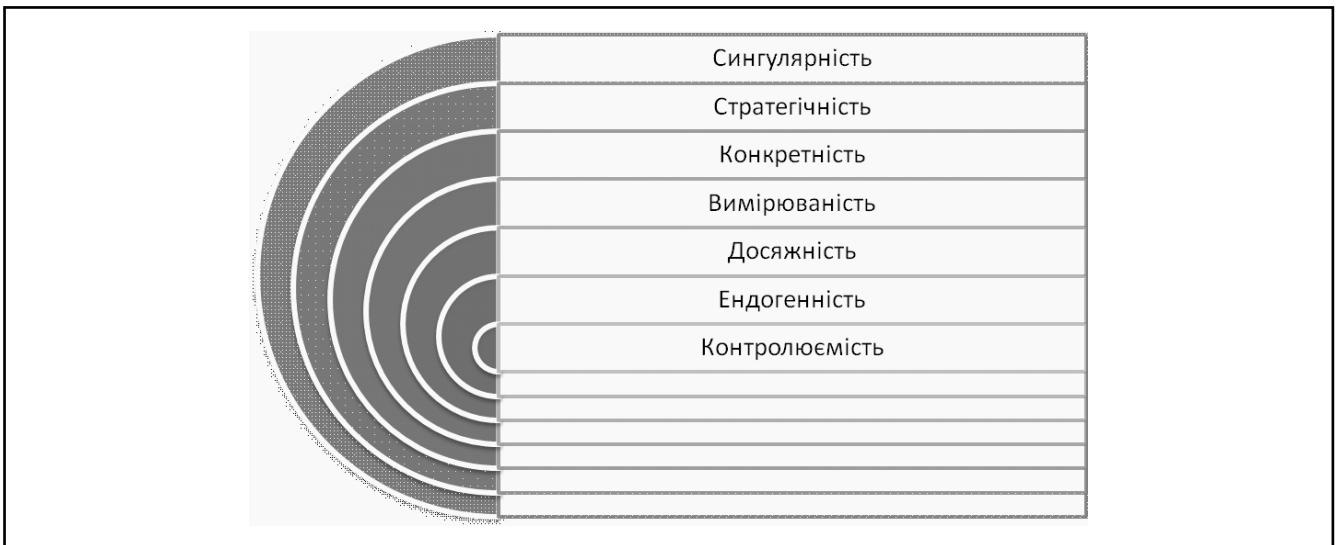 Сингулярність
Стратегічність
Конкретність
Вимірюваність
Досяжність
Ендогенність
Контролюємість